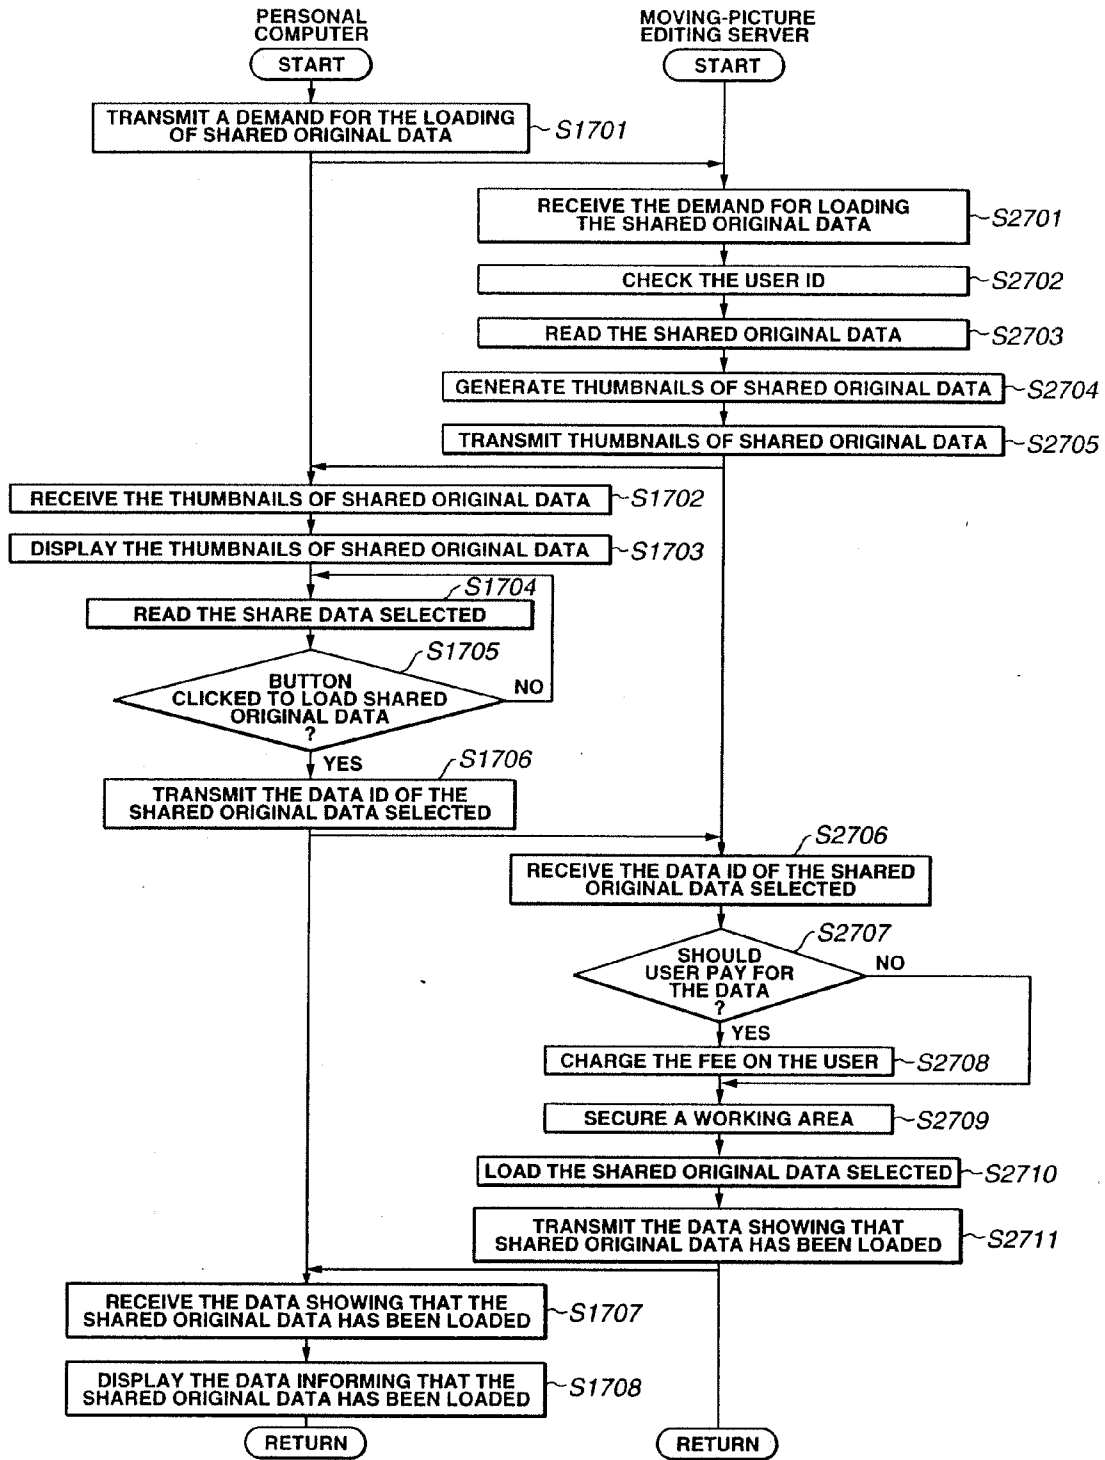 PERSONAL
COMPUTER
MOVING-PICTURE
EDITING SERVER
START
START
TRANSMIT A DEMAND FOR THE LOADING
OF SHARED ORIGINAL DATA
S1701
RECEIVE THE DEMAND FOR LOADING
THE SHARED ORIGINAL DATA
S2701
CHECK THE USER ID
S2702
READ THE SHARED ORIGINAL DATA
S2703
GENERATE THUMBNAILS OF SHARED ORIGINAL DATA
S2704
TRANSMIT THUMBNAILS OF SHARED ORIGINAL DATA
S2705
RECEIVE THE THUMBNAILS OF SHARED ORIGINAL DATA
S1702
DISPLAY THE THUMBNAILS OF SHARED ORIGINAL DATA
S1703
S1704
READ THE SHARE DATA SELECTED
S1705
BUTTON
CLICKED TO LOAD SHARED
ORIGINAL DATA
?
NO
YES
S1706
TRANSMIT THE DATA ID OF THE
SHARED ORIGINAL DATA SELECTED
S2706
RECEIVE THE DATA ID OF THE SHARED
ORIGINAL DATA SELECTED
S2707
SHOULD
USER PAY FOR
THE DATA
?
NO
YES
CHARGE THE FEE ON THE USER
S2708
SECURE A WORKING AREA
S2709
LOAD THE SHARED ORIGINAL DATA SELECTED
S2710
TRANSMIT THE DATA SHOWING THAT
SHARED ORIGINAL DATA HAS BEEN LOADED
S2711
RECEIVE THE DATA SHOWING THAT THE
SHARED ORIGINAL DATA HAS BEEN LOADED
S1707
DISPLAY THE DATA INFORMING THAT THE
SHARED ORIGINAL DATA HAS BEEN LOADED
S1708
RETURN
RETURN